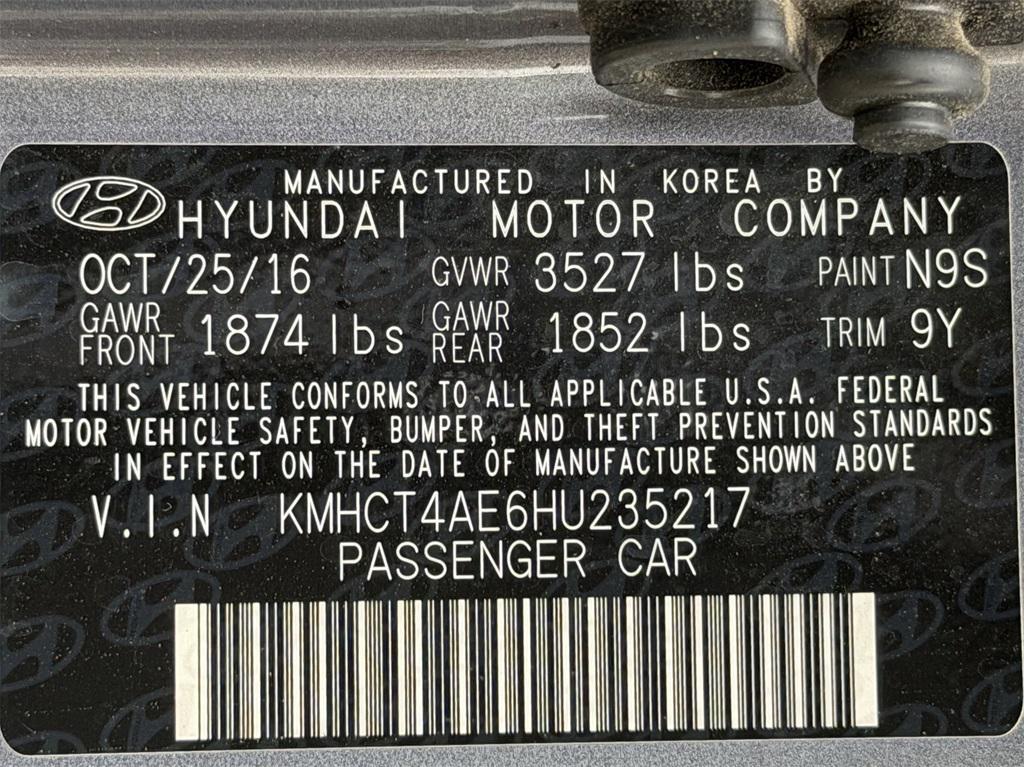 MANUFACTURED IN KOREA BY
HYUNDAI MOTOR COMPANY
OCT/25/16 GVWR 3527 lbs PAINT N9S
GAWR FRONT 1874 lbs GAWR REAR 1852 lbs TRIM 9Y
THIS VEHICLE CONFORMS TO ALL APPLICABLE U.S.A. FEDERAL
MOTOR VEHICLE SAFETY, BUMPER, AND THEFT PREVENTION STANDARDS
IN EFFECT ON THE DATE OF MANUFACTURE SHOWN ABOVE
V.I.N KMHCT4AE6HU235217
PASSENGER CAR